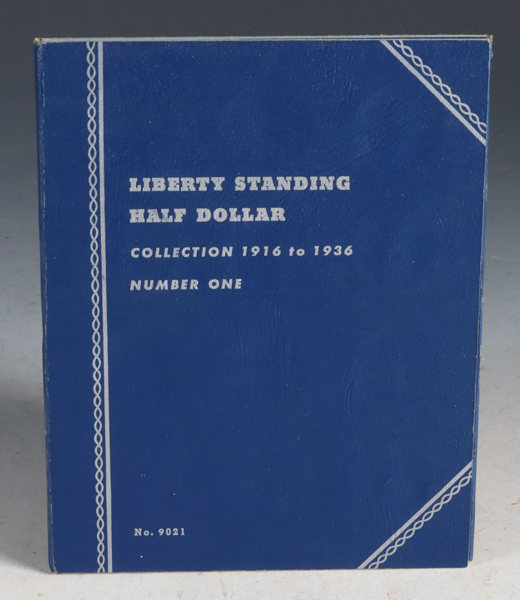 LIBERTY STANDING
HALF DOLLAR
COLLECTION 1916 to 1936
NUMBER ONE
No. 9021